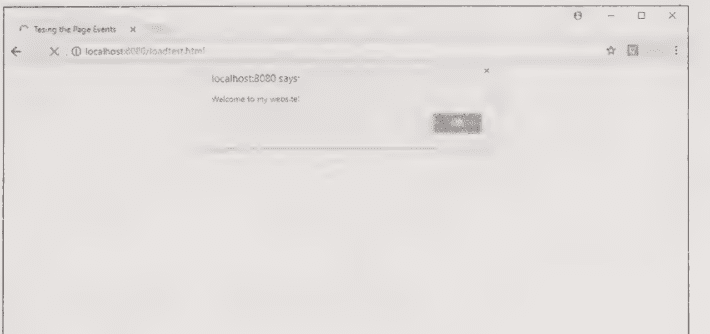 Tesing the Page Events
localhost:8080/loadtest.html
localhost:8080 says:
Welcome to my website!